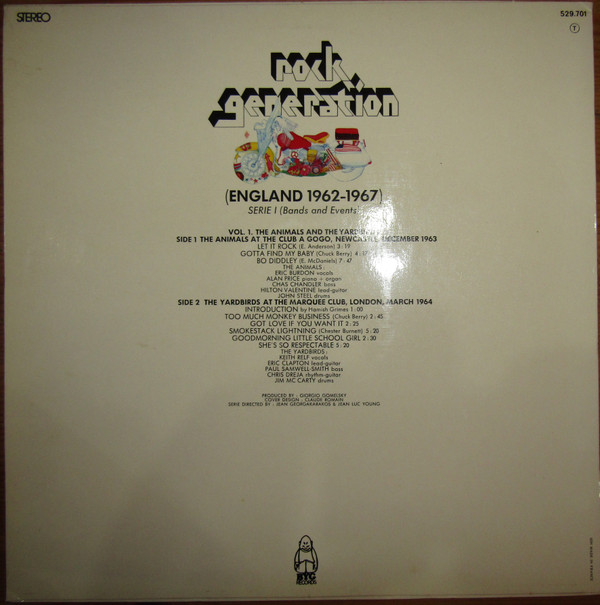 STEREO
529.701
T
rock
generation
(ENGLAND 1962-1967)
SERIE I (Bands and Events)
VOL. 1. THE ANIMALS AND THE YARDBIRDS
SIDE 1 THE ANIMALS AT THE CLUB A GOGO, NEWCASTLE, DECEMBER 1963
LET IT ROCK (E. Anderson) 3 : 19
GOTTA FIND MY BABY (Chuck Berry) 4
BO DIDDLEY (E. McDaniels) 7 : 47
THE ANIMALS :
ERIC BURDON vocals
ALAN PRICE piano + organ
CHAS CHANDLER bass
HILTON VALENTINE lead-guitar
JOHN STEEL drums
SIDE 2 THE YARDBIRDS AT THE MARQUEE CLUB, LONDON, MARCH 1964
INTRODUCTION by Hamish Grimes 1 : 00
TOO MUCH MONKEY BUSINESS (Chuck Berry) 2 : 45
GOT LOVE IF YOU WANT IT 2 : 25
SMOKESTACK LIGHTNING (Chester Burnett) 5 : 20
GOODMORNING LITTLE SCHOOL GIRL 2 : 30
SHE'S SO RESPECTABLE 5 : 20
THE YARDBIRDS :
KEITH RELF vocals
ERIC CLAPTON lead-guitar
PAUL SAMWELL-SMITH bass
CHRIS DREJA rhythm-guitar
JIM MC CARTY drums
PRODUCED BY : GIORGIO GOMELSKY
COVER DESIGN : CLAUDE ROMAIN
SERIE DIRECTED BY : JEAN GEORGAKARAKOS & JEAN LUC YOUNG
BYG
RECORDS